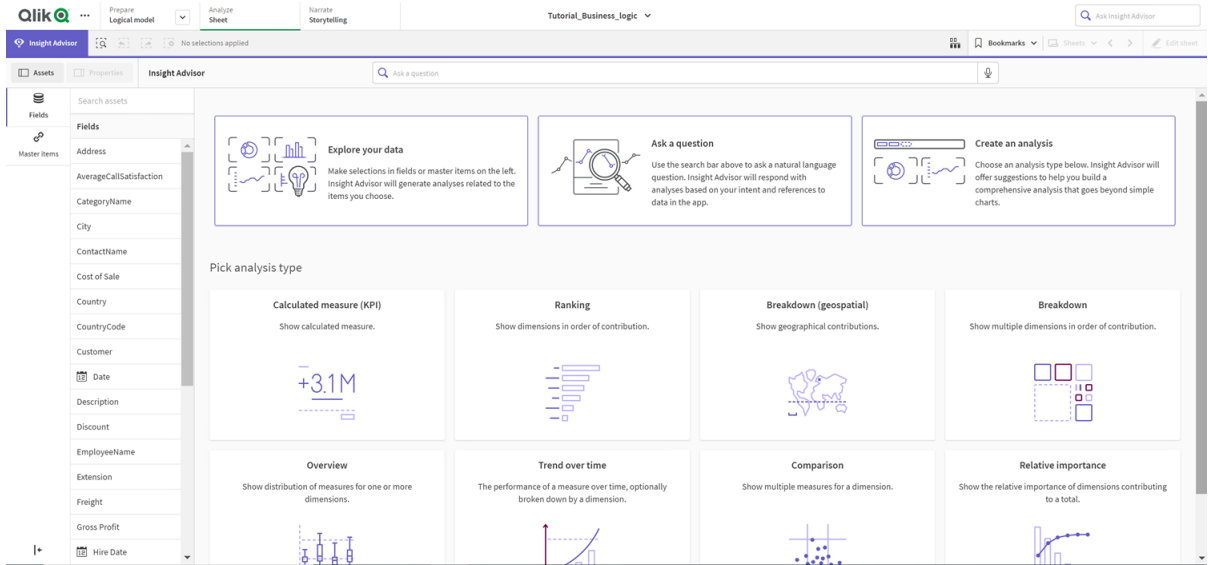 Qlik
Prepare
Logical model
Analyze
Sheet
Narrate
Storytelling
Tutorial_Business_logic
Ask Insight Advisor
Insight Advisor
No selections applied
Bookmarks
Sheets
Edit sheet
Assets
Properties
Insight Advisor
Ask a question
Fields
Master items
Search assets
Fields
Address
AverageCallSatisfaction
CategoryName
City
ContactName
Cost of Sale
Country
CountryCode
Customer
Date
Description
Discount
EmployeeName
Extension
Freight
Gross Profit
Hire Date
Explore your data
Make selections in fields or master items on the left.
Insight Advisor will generate analyses related to the
items you choose.
Ask a question
Use the search bar above to ask a natural language
question. Insight Advisor will respond with
analyses based on your intent and references to
data in the app.
Create an analysis
Choose an analysis type below. Insight Advisor will
offer suggestions to help you build a
comprehensive analysis that goes beyond simple
charts.
Pick analysis type
Calculated measure (KPI)
Show calculated measure.
+3.1M
Ranking
Show dimensions in order of contribution.
Breakdown (geospatial)
Show geographical contributions.
Breakdown
Show multiple dimensions in order of contribution.
Overview
Show distribution of measures for one or more
dimensions.
Trend over time
The performance of a measure over time, optionally
broken down by a dimension.
Comparison
Show multiple measures for a dimension.
Relative importance
Show the relative importance of dimensions contributing
to a total.